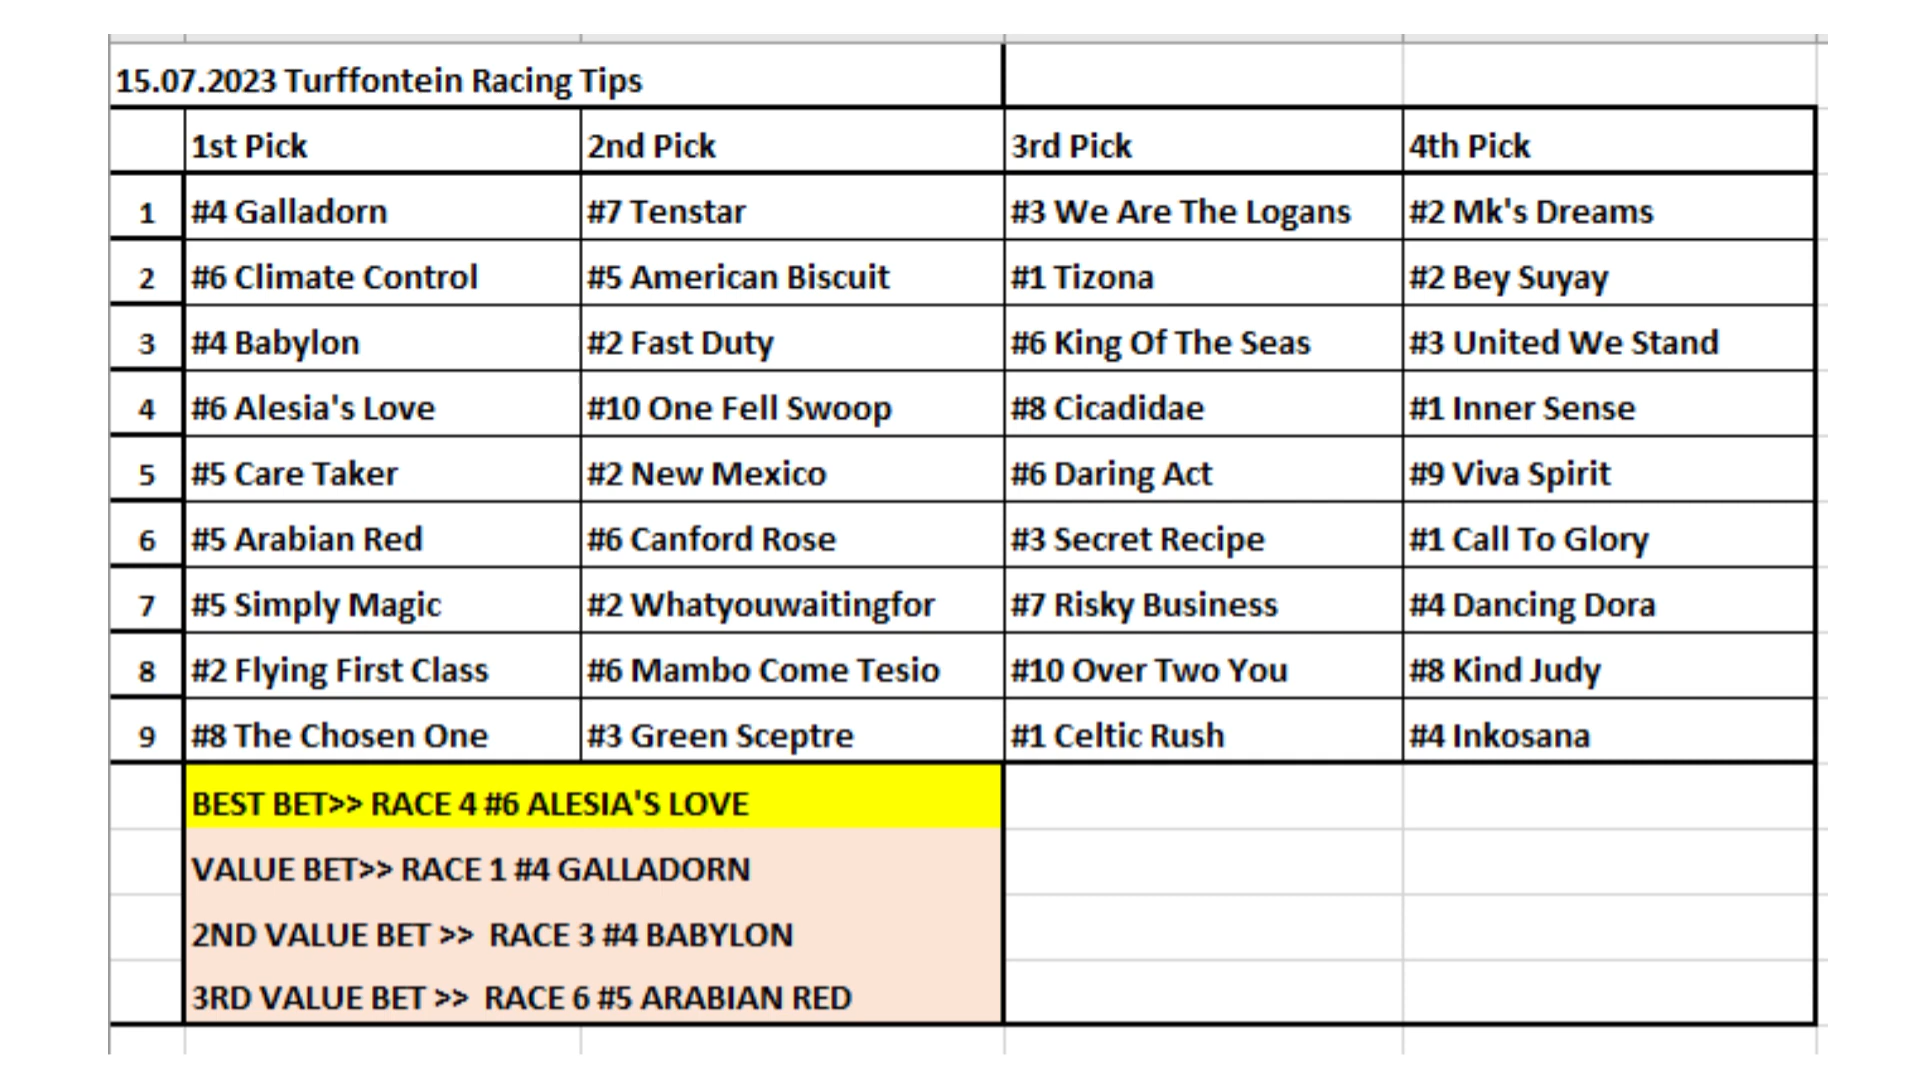 15.07.2023 Turffontein Racing Tips
1st Pick 2nd Pick 3rd Pick 4th Pick
1 #4 Galladorn #7 Tenstar #3 We Are The Logans #2 Mk's Dreams
2 #6 Climate Control #5 American Biscuit #1 Tizona #2 Bey Suyay
3 #4 Babylon #2 Fast Duty #6 King Of The Seas #3 United We Stand
4 #6 Alesia's Love #10 One Fell Swoop #8 Cicadidae #1 Inner Sense
5 #5 Care Taker #2 New Mexico #6 Daring Act #9 Viva Spirit
6 #5 Arabian Red #6 Canford Rose #3 Secret Recipe #1 Call To Glory
7 #5 Simply Magic #2 Whatyouwaitingfor #7 Risky Business #4 Dancing Dora
8 #2 Flying First Class #6 Mambo Come Tesio #10 Over Two You #8 Kind Judy
9 #8 The Chosen One #3 Green Sceptre #1 Celtic Rush #4 Inkosana
BEST BET>> RACE 4 #6 ALESIA'S LOVE
VALUE BET>> RACE 1 #4 GALLADORN
2ND VALUE BET >> RACE 3 #4 BABYLON
3RD VALUE BET >> RACE 6 #5 ARABIAN RED